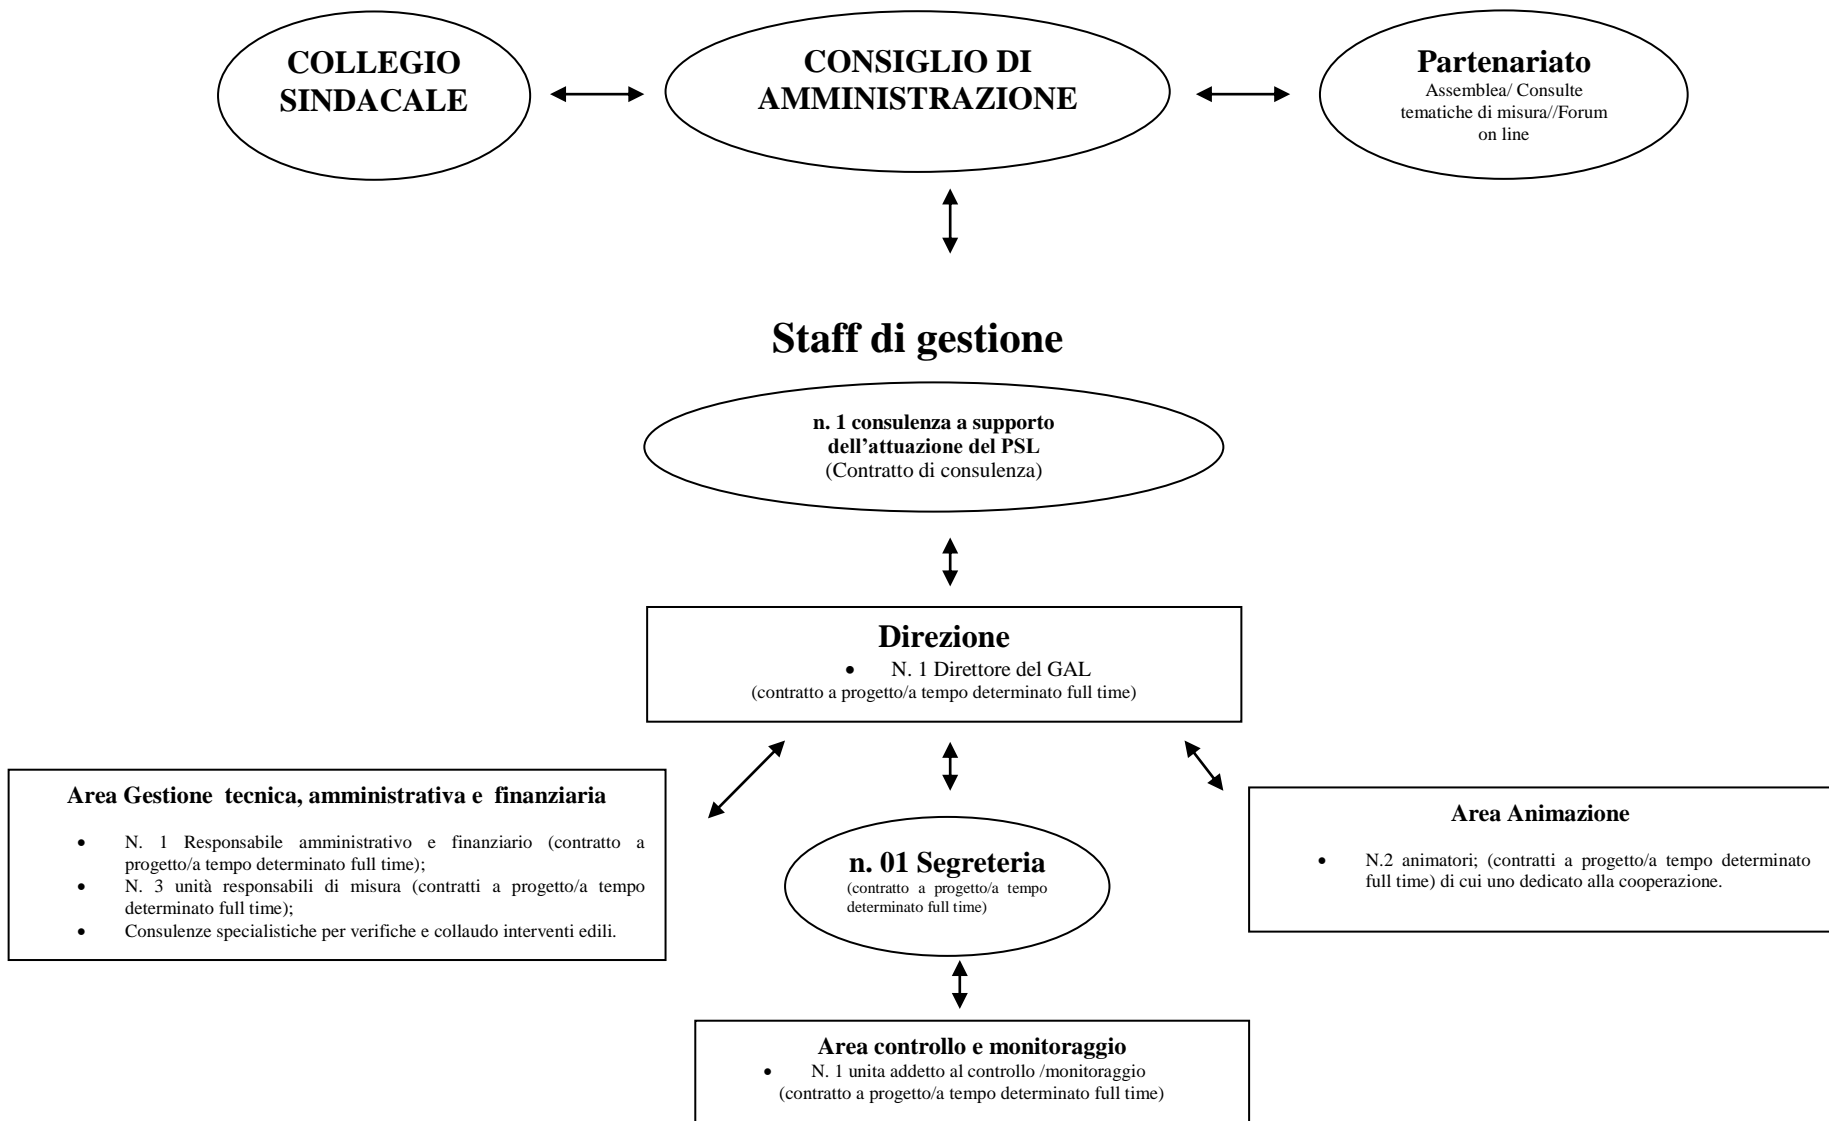 COLLEGIO
SINDACALE
CONSIGLIO DI
AMMINISTRAZIONE
Partenariato
Assemblea/ Consulte
tematiche di misura//Forum
on line
Staff di gestione
n. 1 consulenza a supporto
dell’attuazione del PSL
(Contratto di consulenza)
Direzione
• N. 1 Direttore del GAL
(contratto a progetto/a tempo determinato full time)
Area Gestione tecnica, amministrativa e finanziaria
• N. 1 Responsabile amministrativo e finanziario (contratto a
progetto/a tempo determinato full time);
• N. 3 unità responsabili di misura (contratti a progetto/a tempo
determinato full time);
• Consulenze specialistiche per verifiche e collaudo interventi edili.
n. 01 Segreteria
(contratto a progetto/a tempo
determinato full time)
Area Animazione
• N.2 animatori; (contratti a progetto/a tempo determinato
full time) di cui uno dedicato alla cooperazione.
Area controllo e monitoraggio
• N. 1 unita addetto al controllo /monitoraggio
(contratto a progetto/a tempo determinato full time)